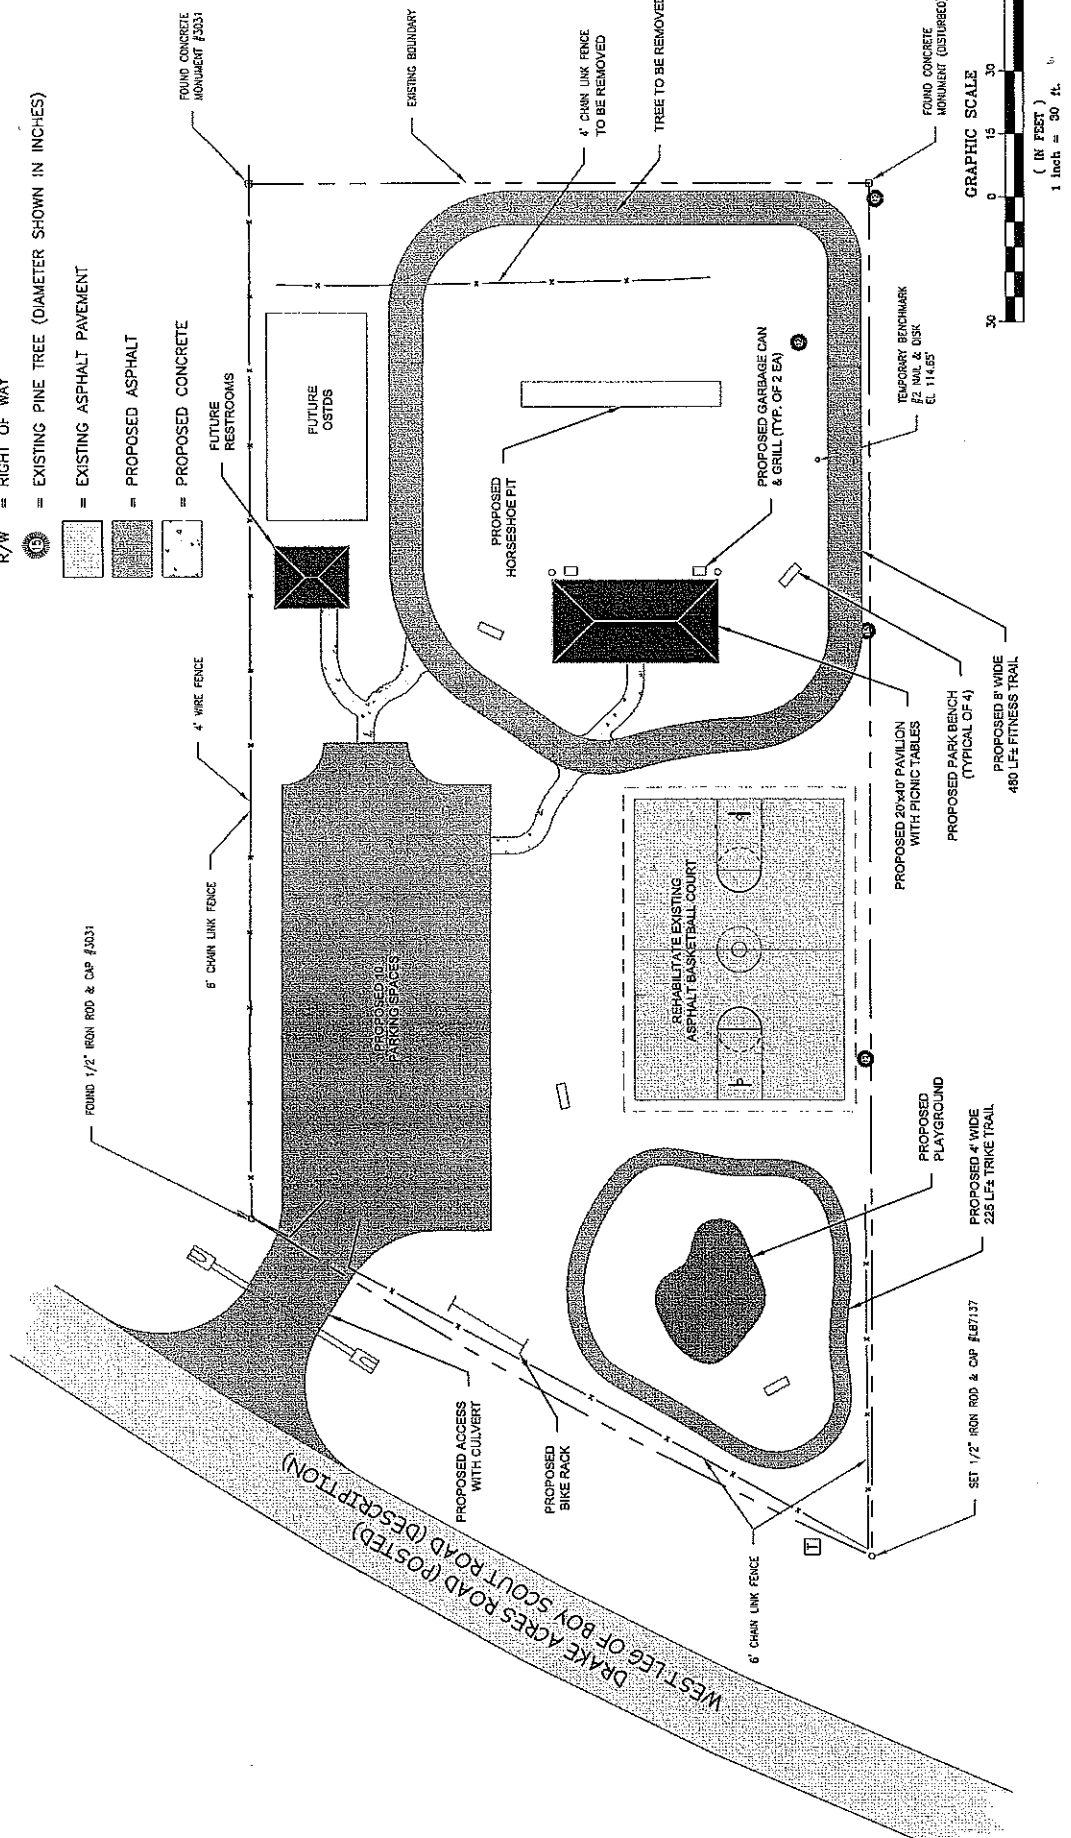 R/W = RIGHT OF WAY
15 = EXISTING PINE TREE (DIAMETER SHOWN IN INCHES)
= EXISTING ASPHALT PAVEMENT
= PROPOSED ASPHALT
= PROPOSED CONCRETE
FOUND CONCRETE
MONUMENT #3031
EXISTING BOUNDARY
4' CHAIN LINK FENCE
TO BE REMOVED
TREE TO BE REMOVED
FOUND CONCRETE
MONUMENT (DISTURBED)
GRAPHIC SCALE
30 0 15 30
( IN FEET )
1 inch = 30 ft.
FUTURE
RESTROOMS
FUTURE
OSTDS
PROPOSED
HORSESHOE PIT
PROPOSED GARBAGE CAN
& GRILL (TYP. OF 2 EA)
TEMPORARY BENCHMARK
#2 NAIL & DISK
EL 114.65'
4' WIRE FENCE
6' CHAIN LINK FENCE
FOUND 1/2" IRON ROD & CAP #3031
PROPOSED 10
PARKING SPACES
REHABILITATE EXISTING
ASPHALT BASKETBALL COURT
PROPOSED 20'x40' PAVILION
WITH PICNIC TABLES
PROPOSED PARK BENCH
(TYPICAL OF 4)
PROPOSED 8' WIDE
480 LF± FITNESS TRAIL
PROPOSED
PLAYGROUND
PROPOSED 4' WIDE
225 LF± TRIKE TRAIL
SET 1/2" IRON ROD & CAP #LB7137
PROPOSED ACCESS
WITH CULVERT
PROPOSED
BIKE RACK
6' CHAIN LINK FENCE
T
DRAKE ACRES ROAD (POSTED)
WEST LEG OF BOY SCOUT ROAD (DESCRIPTION)